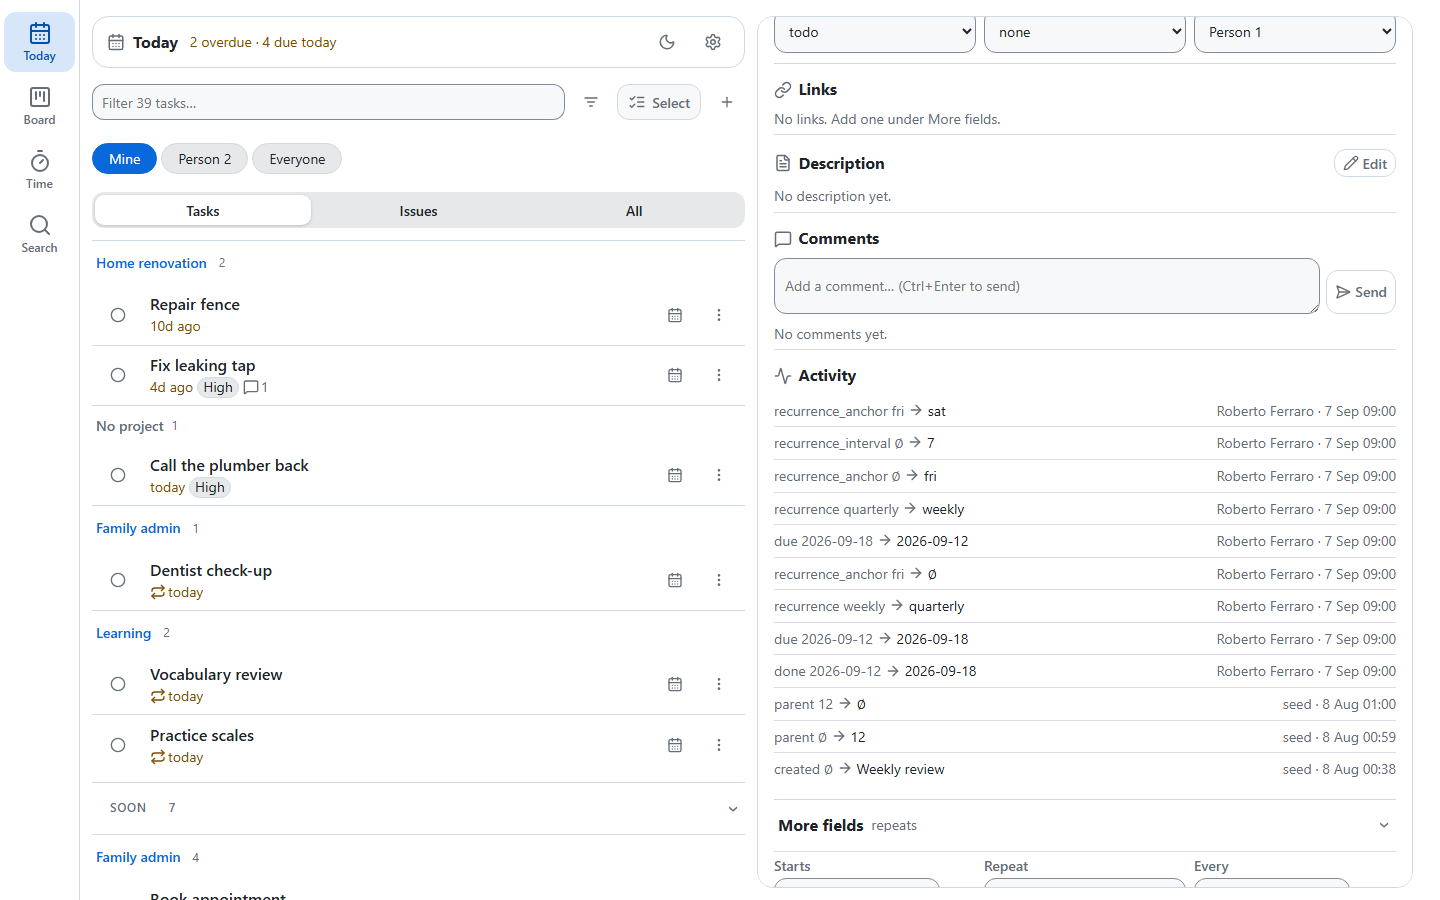 Today
Board
Time
Search
Today 2 overdue · 4 due today
Filter 39 tasks...
Select
Mine
Person 2
Everyone
Tasks
Issues
All
Home renovation 2
Repair fence
10d ago
Fix leaking tap
4d ago High 1
No project 1
Call the plumber back
today High
Family admin 1
Dentist check-up
today
Learning 2
Vocabulary review
today
Practice scales
today
SOON 7
Family admin 4
Book appointment
todo
none
Person 1
Links
No links. Add one under More fields.
Description
Edit
No description yet.
Comments
Add a comment... (Ctrl+Enter to send)
Send
No comments yet.
Activity
recurrence_anchor fri → sat Roberto Ferraro · 7 Sep 09:00
recurrence_interval Ø → 7 Roberto Ferraro · 7 Sep 09:00
recurrence_anchor Ø → fri Roberto Ferraro · 7 Sep 09:00
recurrence quarterly → weekly Roberto Ferraro · 7 Sep 09:00
due 2026-09-18 → 2026-09-12 Roberto Ferraro · 7 Sep 09:00
recurrence_anchor fri → Ø Roberto Ferraro · 7 Sep 09:00
recurrence weekly → quarterly Roberto Ferraro · 7 Sep 09:00
due 2026-09-12 → 2026-09-18 Roberto Ferraro · 7 Sep 09:00
done 2026-09-12 → 2026-09-18 Roberto Ferraro · 7 Sep 09:00
parent 12 → Ø seed · 8 Aug 01:00
parent Ø → 12 seed · 8 Aug 00:59
created Ø → Weekly review seed · 8 Aug 00:38
More fields repeats
Starts
Repeat
Every